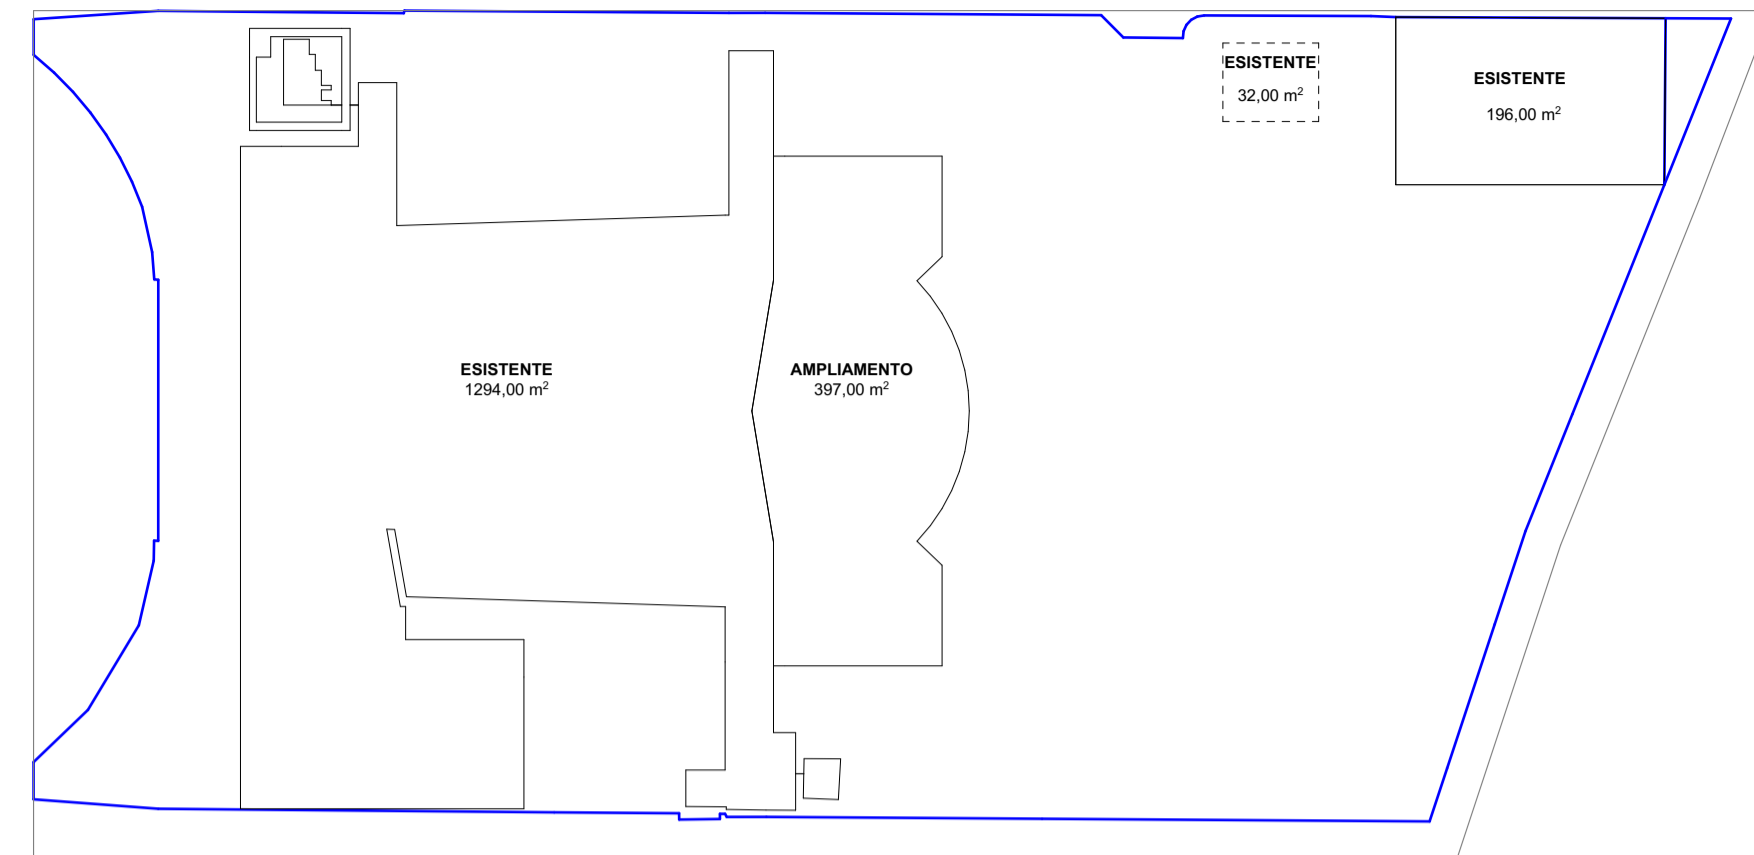 ESISTENTE
32,00 m²
ESISTENTE
196,00 m²
ESISTENTE
1294,00 m²
AMPLIAMENTO
397,00 m²